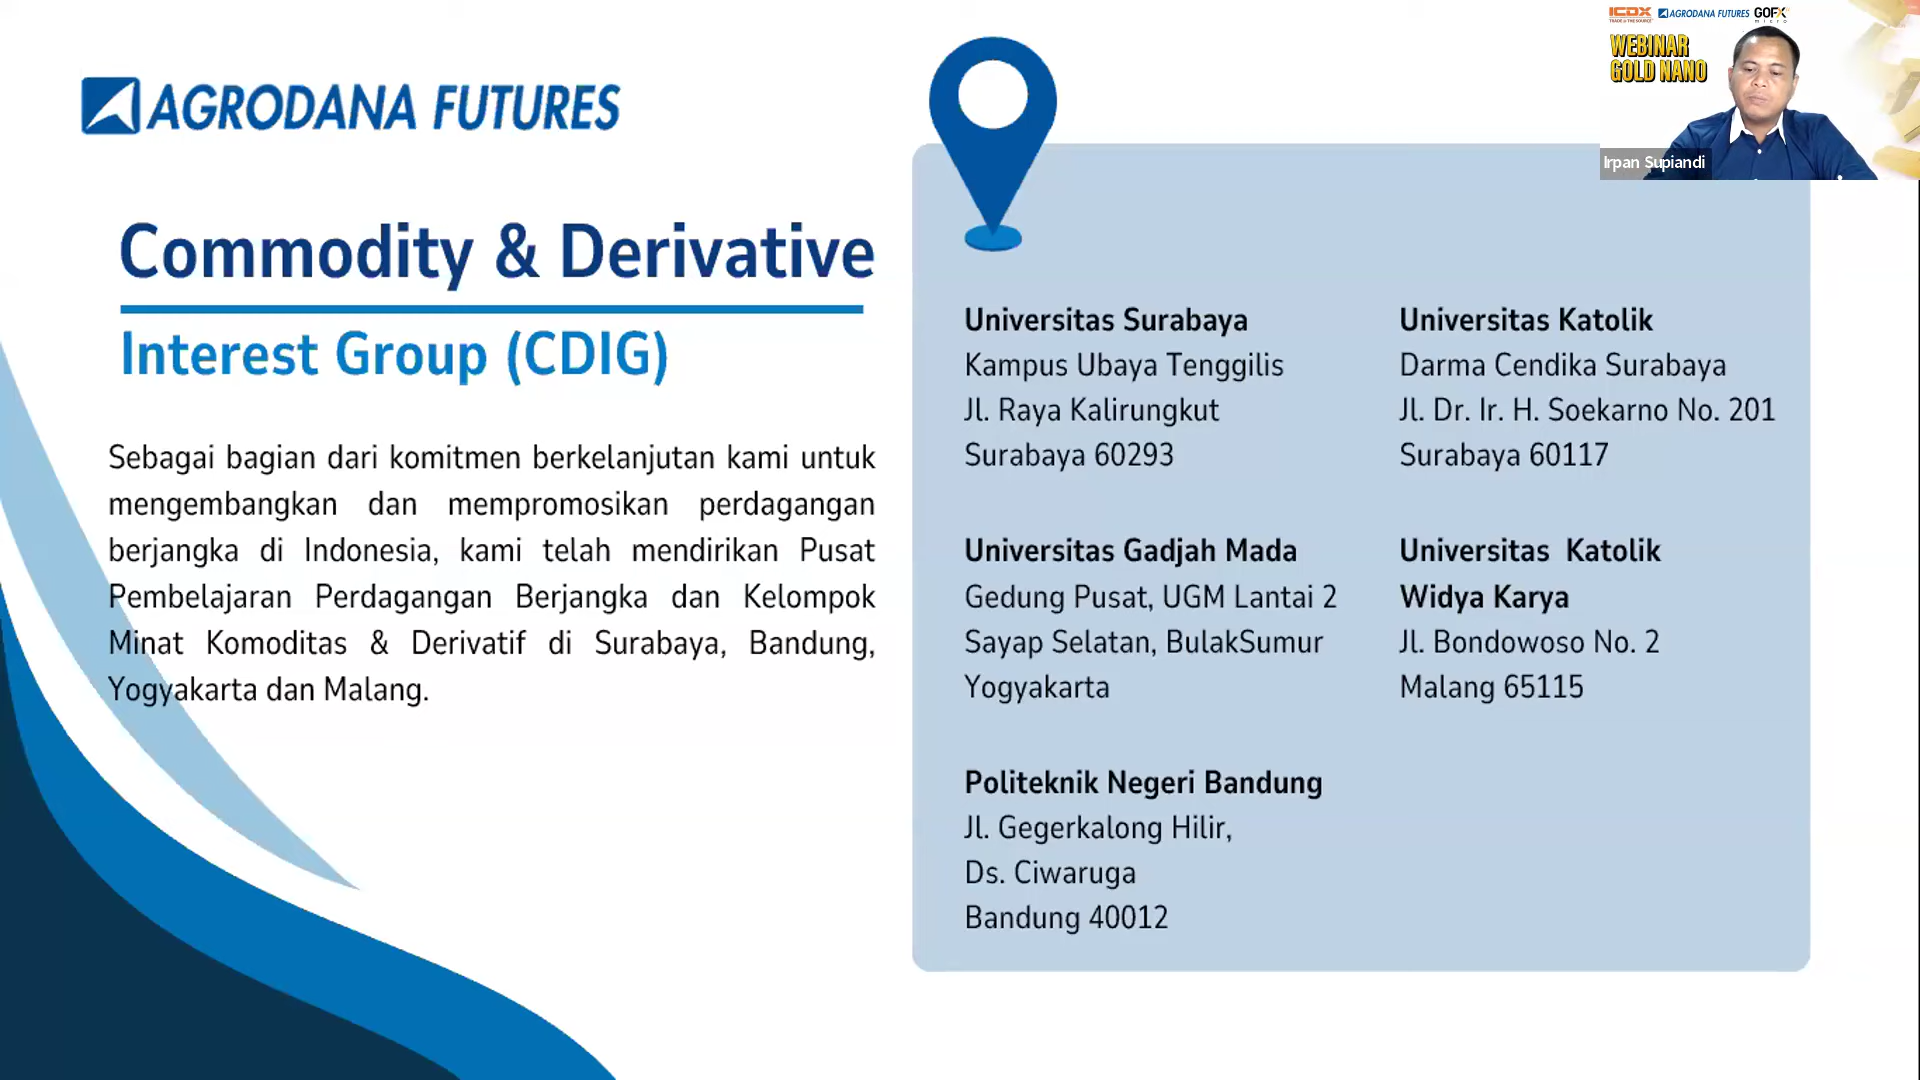 AGRODANA FUTURES
Commodity & Derivative
Interest Group (CDIG)
Sebagai bagian dari komitmen berkelanjutan kami untuk
mengembangkan dan mempromosikan perdagangan
berjangka di Indonesia, kami telah mendirikan Pusat
Pembelajaran Perdagangan Berjangka dan Kelompok
Minat Komoditas & Derivatif di Surabaya, Bandung,
Yogyakarta dan Malang.
Universitas Surabaya
Kampus Ubaya Tenggilis
Jl. Raya Kalirungkut
Surabaya 60293
Universitas Katolik
Darma Cendika Surabaya
Jl. Dr. Ir. H. Soekarno No. 201
Surabaya 60117
Universitas Gadjah Mada
Gedung Pusat, UGM Lantai 2
Sayap Selatan, BulakSumur
Yogyakarta
Universitas Katolik
Widya Karya
Jl. Bondowoso No. 2
Malang 65115
Politeknik Negeri Bandung
Jl. Gegerkalong Hilir,
Ds. Ciwaruga
Bandung 40012
ICDX AGRODANA FUTURES GOFX
TRADE @ THE SOURCE micro
WEBINAR
GOLD NANO
Irpan Supiandi